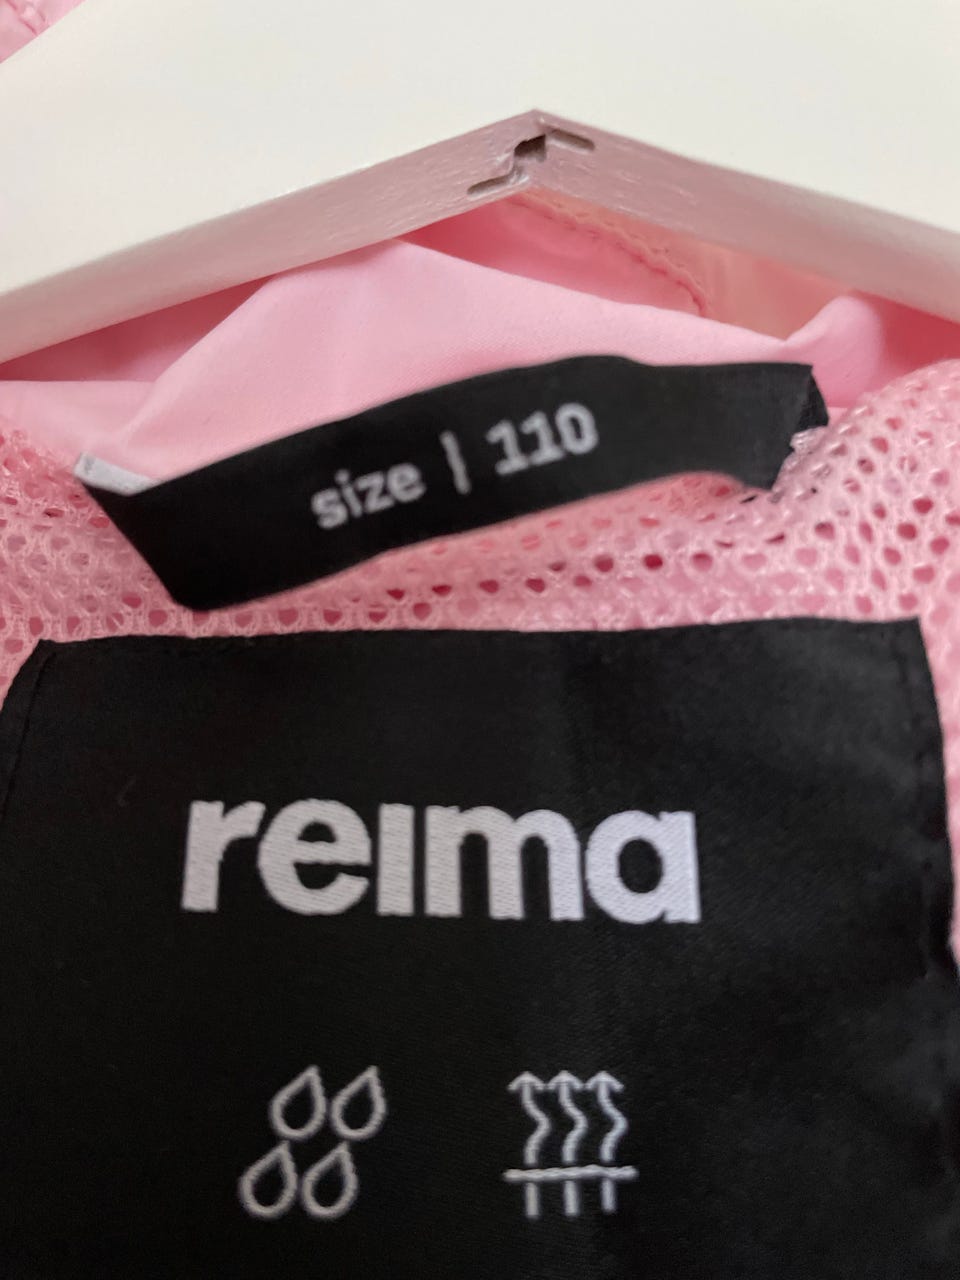 size | 110
reima